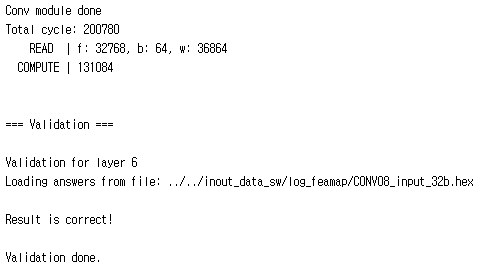 Conv module done
Total cycle: 200780
READ | f: 32768, b: 64, w: 36864
COMPUTE | 131084
=== Validation ===
Validation for layer 6
Loading answers from file: ../../inout_data_sw/log_feamap/CONV08_input_32b.hex
Result is correct!
Validation done.